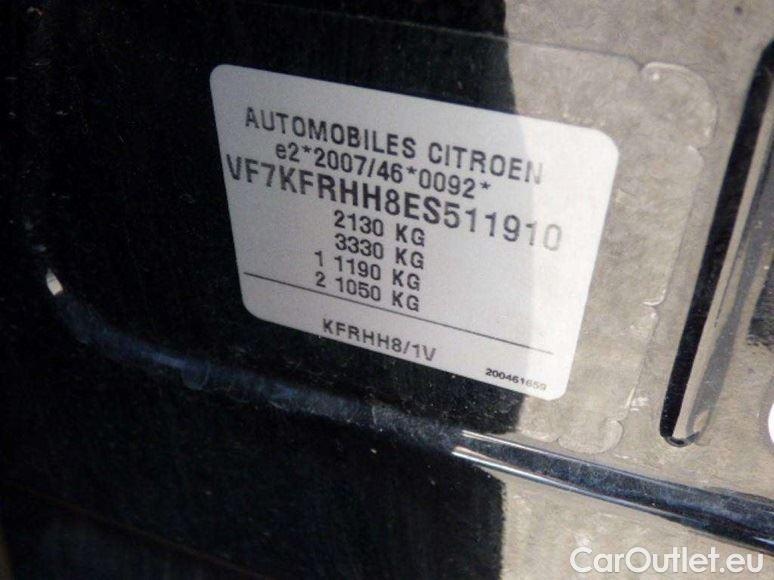 AUTOMOBILES CITROEN
e2*2007/46*0092*
VF7KFRHH8ES511910
2130 KG
3330 KG
1 1190 KG
2 1050 KG
KFRHH8/1V
200461659
CarOutlet.eu